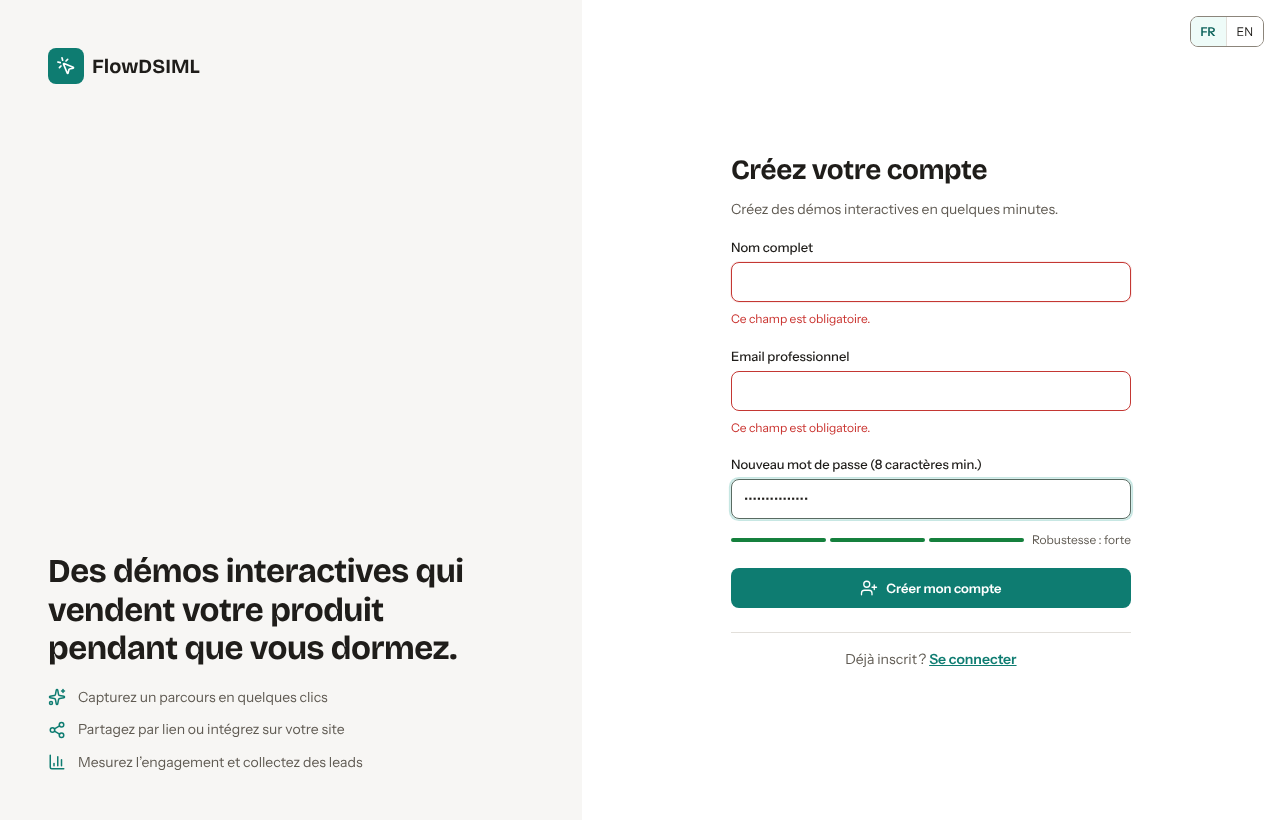 FlowDSIML
FR
EN
Créez votre compte
Créez des démos interactives en quelques minutes.
Nom complet
Ce champ est obligatoire.
Email professionnel
Ce champ est obligatoire.
Nouveau mot de passe (8 caractères min.)
•••••••••••••••
Robustesse : forte
Créer mon compte
Déjà inscrit ? Se connecter
Des démos interactives qui
vendent votre produit
pendant que vous dormez.
Capturez un parcours en quelques clics
Partagez par lien ou intégrez sur votre site
Mesurez l’engagement et collectez des leads